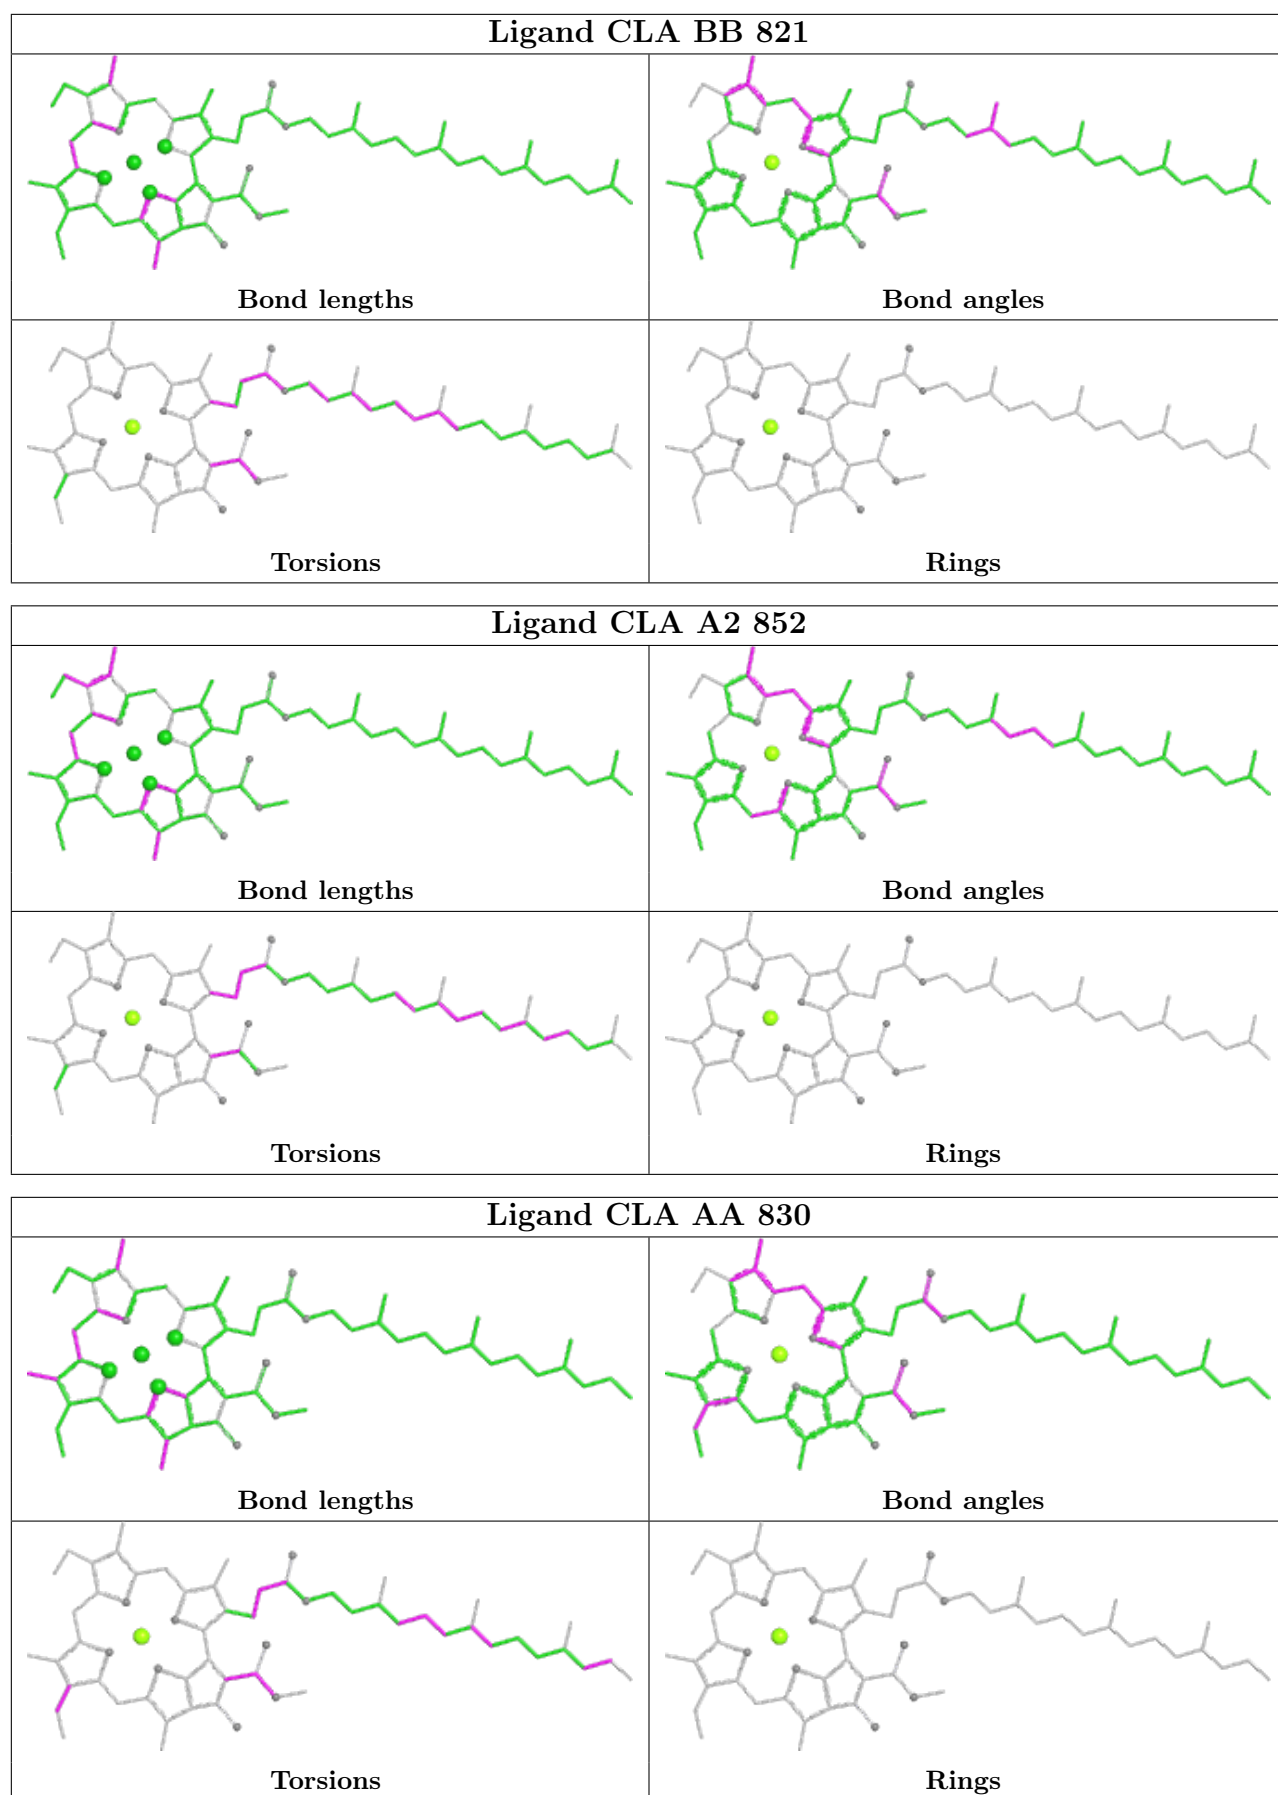 Ligand CLA BB 821
Bond lengths
Bond angles
Torsions
Rings
Ligand CLA A2 852
Bond lengths
Bond angles
Torsions
Rings
Ligand CLA AA 830
Bond lengths
Bond angles
Torsions
Rings